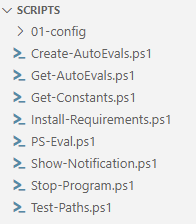 SCRIPTS
01-config
Create-AutoEvals.ps1
Get-AutoEvals.ps1
Get-Constants.ps1
Install-Requirements.ps1
PS-Eval.ps1
Show-Notification.ps1
Stop-Program.ps1
Test-Paths.ps1